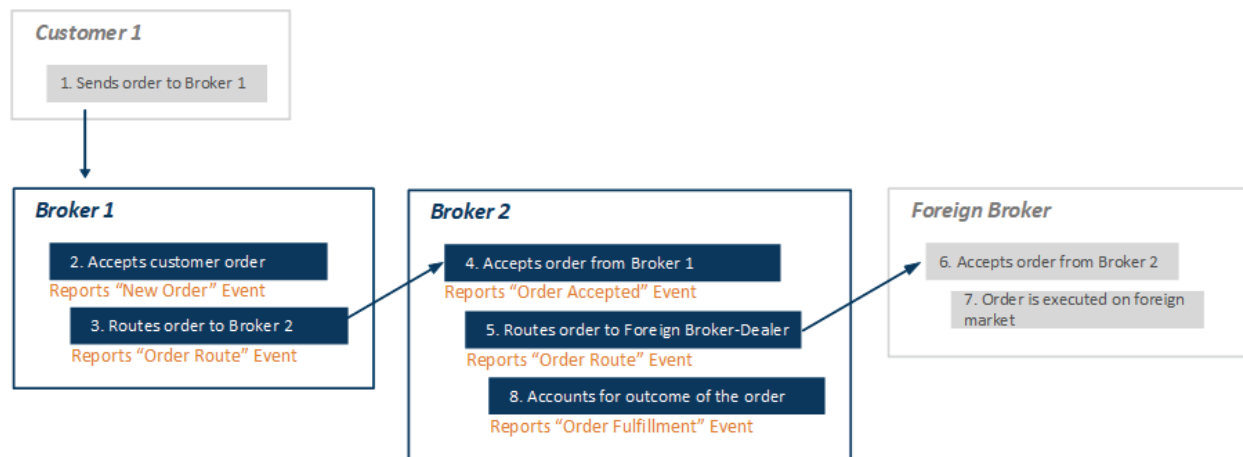 Customer 1
1. Sends order to Broker 1
Broker 1
2. Accepts customer order
Reports “New Order” Event
3. Routes order to Broker 2
Reports “Order Route” Event
Broker 2
4. Accepts order from Broker 1
Reports “Order Accepted” Event
5. Routes order to Foreign Broker-Dealer
Reports “Order Route” Event
8. Accounts for outcome of the order
Reports “Order Fulfillment” Event
Foreign Broker
6. Accepts order from Broker 2
7. Order is executed on foreign
market